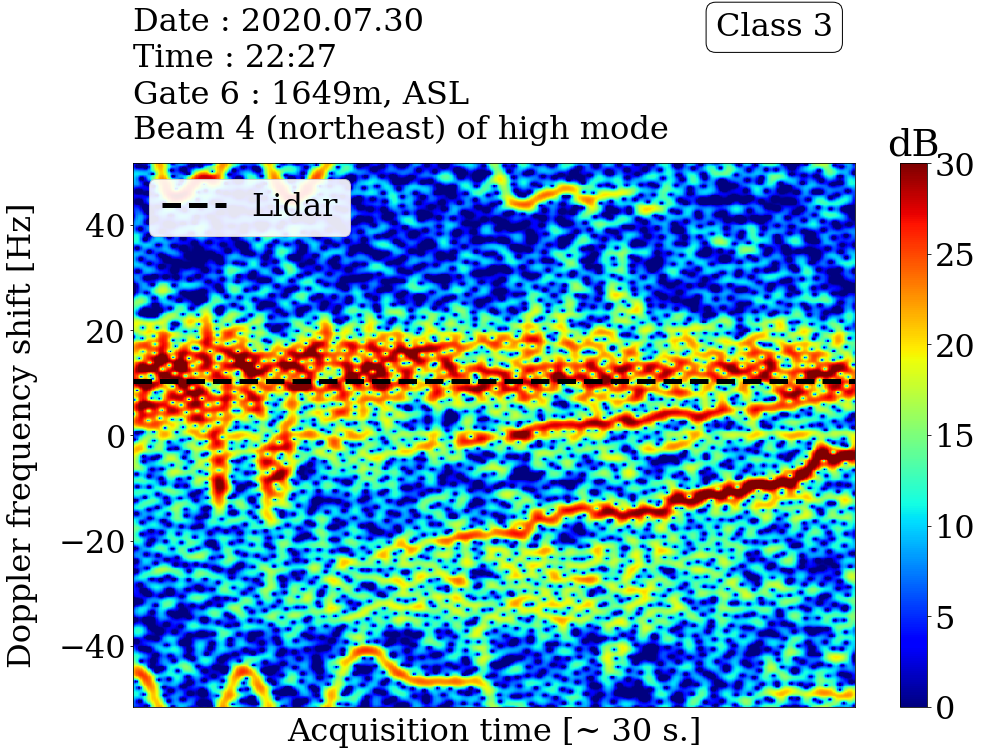 Date : 2020.07.30
Time : 22:27
Gate 6 : 1649m, ASL
Beam 4 (northeast) of high mode
Class 3
dB
Lidar
Doppler frequency shift [Hz]
40
20
0
−20
−40
Acquisition time [~ 30 s.]
30
25
20
15
10
5
0